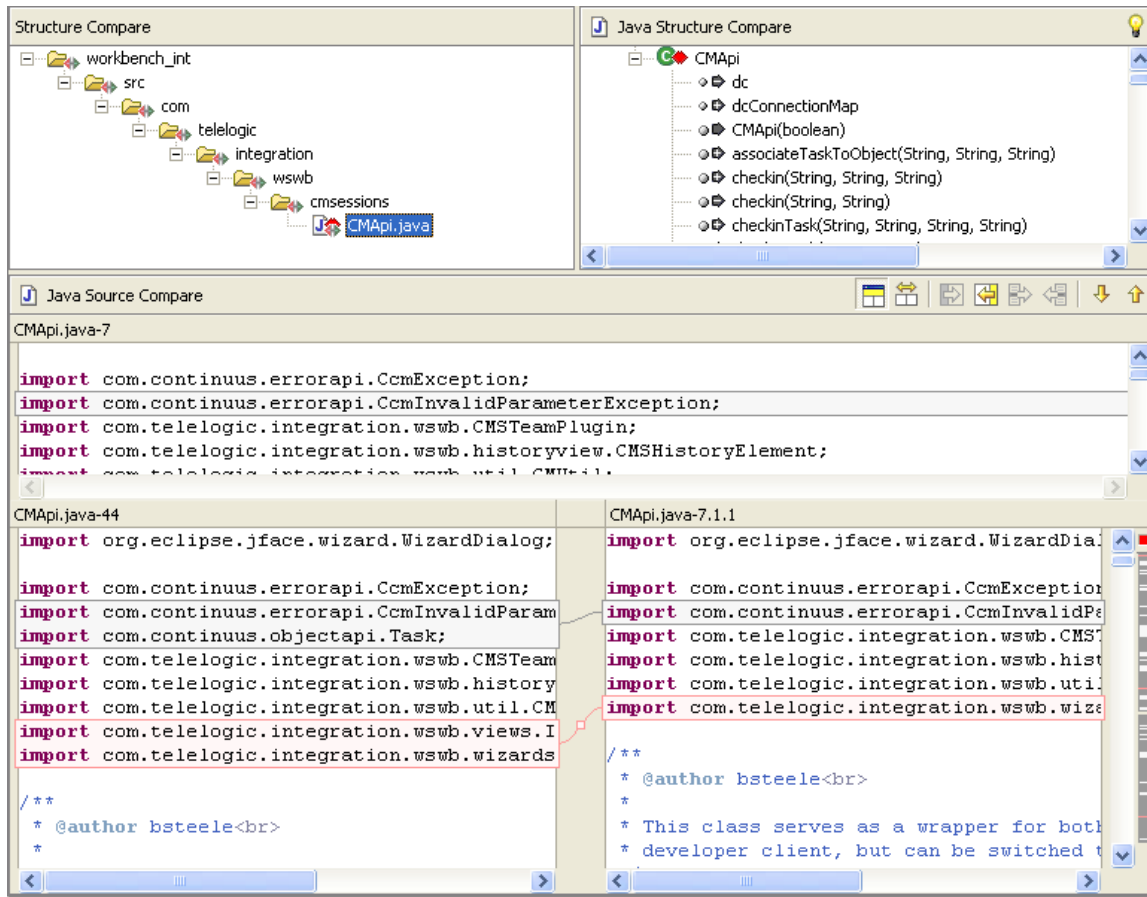 Structure Compare
workbench_int
src
com
telelogic
integration
wswb
cmsessions
CMApi.java
Java Structure Compare
CMApi
dc
dcConnectionMap
CMApi(boolean)
associateTaskToObject(String, String, String)
checkin(String, String, String)
checkin(String, String)
checkinTask(String, String, String, String)
Java Source Compare
CMApi.java-7
import com.continuus.errorapi.CcmException;
import com.continuus.errorapi.CcmInvalidParameterException;
import com.telelogic.integration.wswb.CMSTeamPlugin;
import com.telelogic.integration.wswb.historyview.CMSHistoryElement;
import com.telelogic.integration.wswb.util.CMUtil;
CMApi.java-44
import org.eclipse.jface.wizard.WizardDialog;
import com.continuus.errorapi.CcmException;
import com.continuus.errorapi.CcmInvalidParam
import com.continuus.objectapi.Task;
import com.telelogic.integration.wswb.CMSTeam
import com.telelogic.integration.wswb.history
import com.telelogic.integration.wswb.util.CM
import com.telelogic.integration.wswb.views.I
import com.telelogic.integration.wswb.wizards
/**
* @author bsteele<br>
*
CMApi.java-7.1.1
import org.eclipse.jface.wizard.WizardDial
import com.continuus.errorapi.CcmException
import com.continuus.errorapi.CcmInvalidPa
import com.telelogic.integration.wswb.CMST
import com.telelogic.integration.wswb.hist
import com.telelogic.integration.wswb.util
import com.telelogic.integration.wswb.wiza
/**
* @author bsteele<br>
*
* This class serves as a wrapper for both
* developer client, but can be switched t